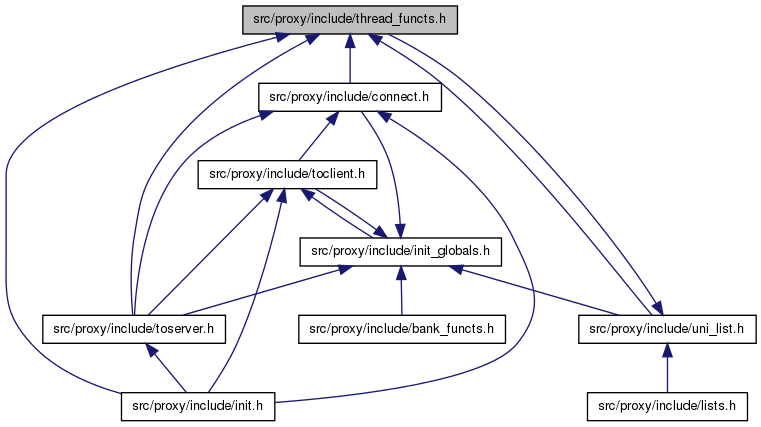 src/proxy/include/thread_functs.h
src/proxy/include/connect.h
src/proxy/include/toclient.h
src/proxy/include/init_globals.h
src/proxy/include/toserver.h
src/proxy/include/bank_functs.h
src/proxy/include/uni_list.h
src/proxy/include/init.h
src/proxy/include/lists.h